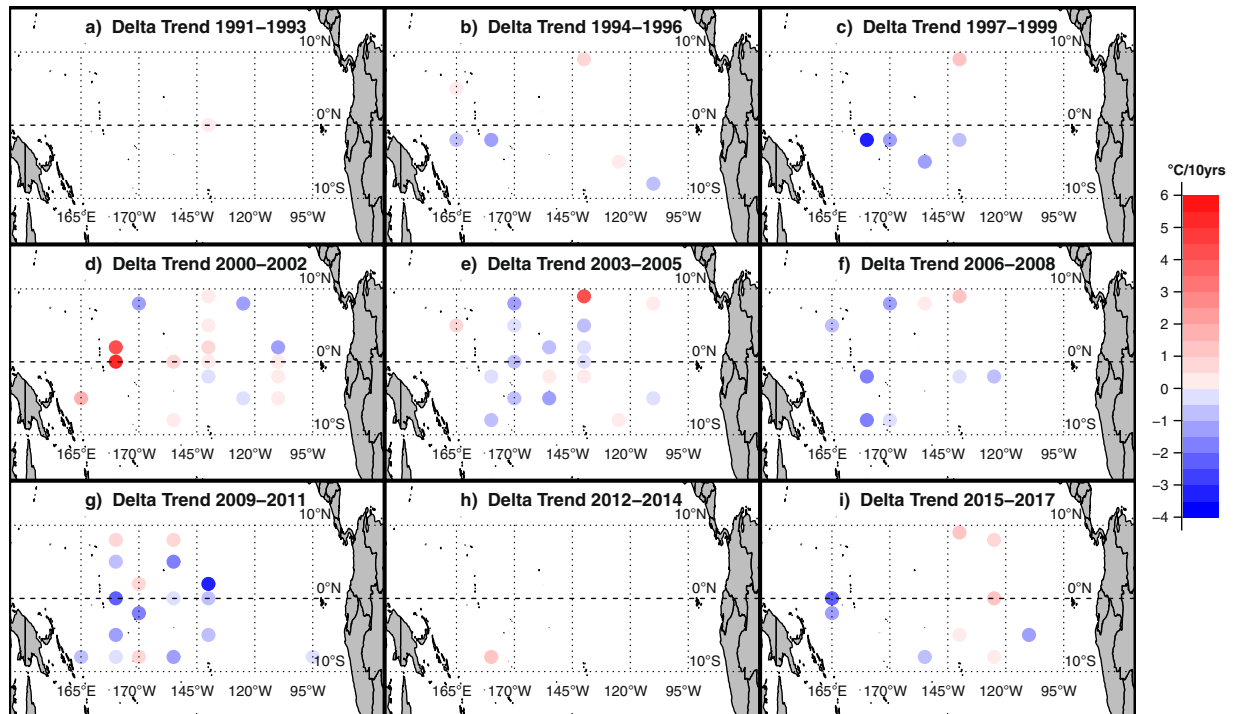 a) Delta Trend 1991–1993
10°N
0°N
10°S
165°E 170°W 145°W 120°W 95°W
b) Delta Trend 1994–1996
10°N
0°N
10°S
165°E 170°W 145°W 120°W 95°W
c) Delta Trend 1997–1999
10°N
0°N
10°S
165°E 170°W 145°W 120°W 95°W
d) Delta Trend 2000–2002
10°N
0°N
10°S
165°E 170°W 145°W 120°W 95°W
e) Delta Trend 2003–2005
10°N
0°N
10°S
165°E 170°W 145°W 120°W 95°W
f) Delta Trend 2006–2008
10°N
0°N
10°S
165°E 170°W 145°W 120°W 95°W
g) Delta Trend 2009–2011
10°N
0°N
10°S
165°E 170°W 145°W 120°W 95°W
h) Delta Trend 2012–2014
10°N
0°N
10°S
165°E 170°W 145°W 120°W 95°W
i) Delta Trend 2015–2017
10°N
0°N
10°S
165°E 170°W 145°W 120°W 95°W
°C/10yrs
6
5
4
3
2
1
0
−1
−2
−3
−4